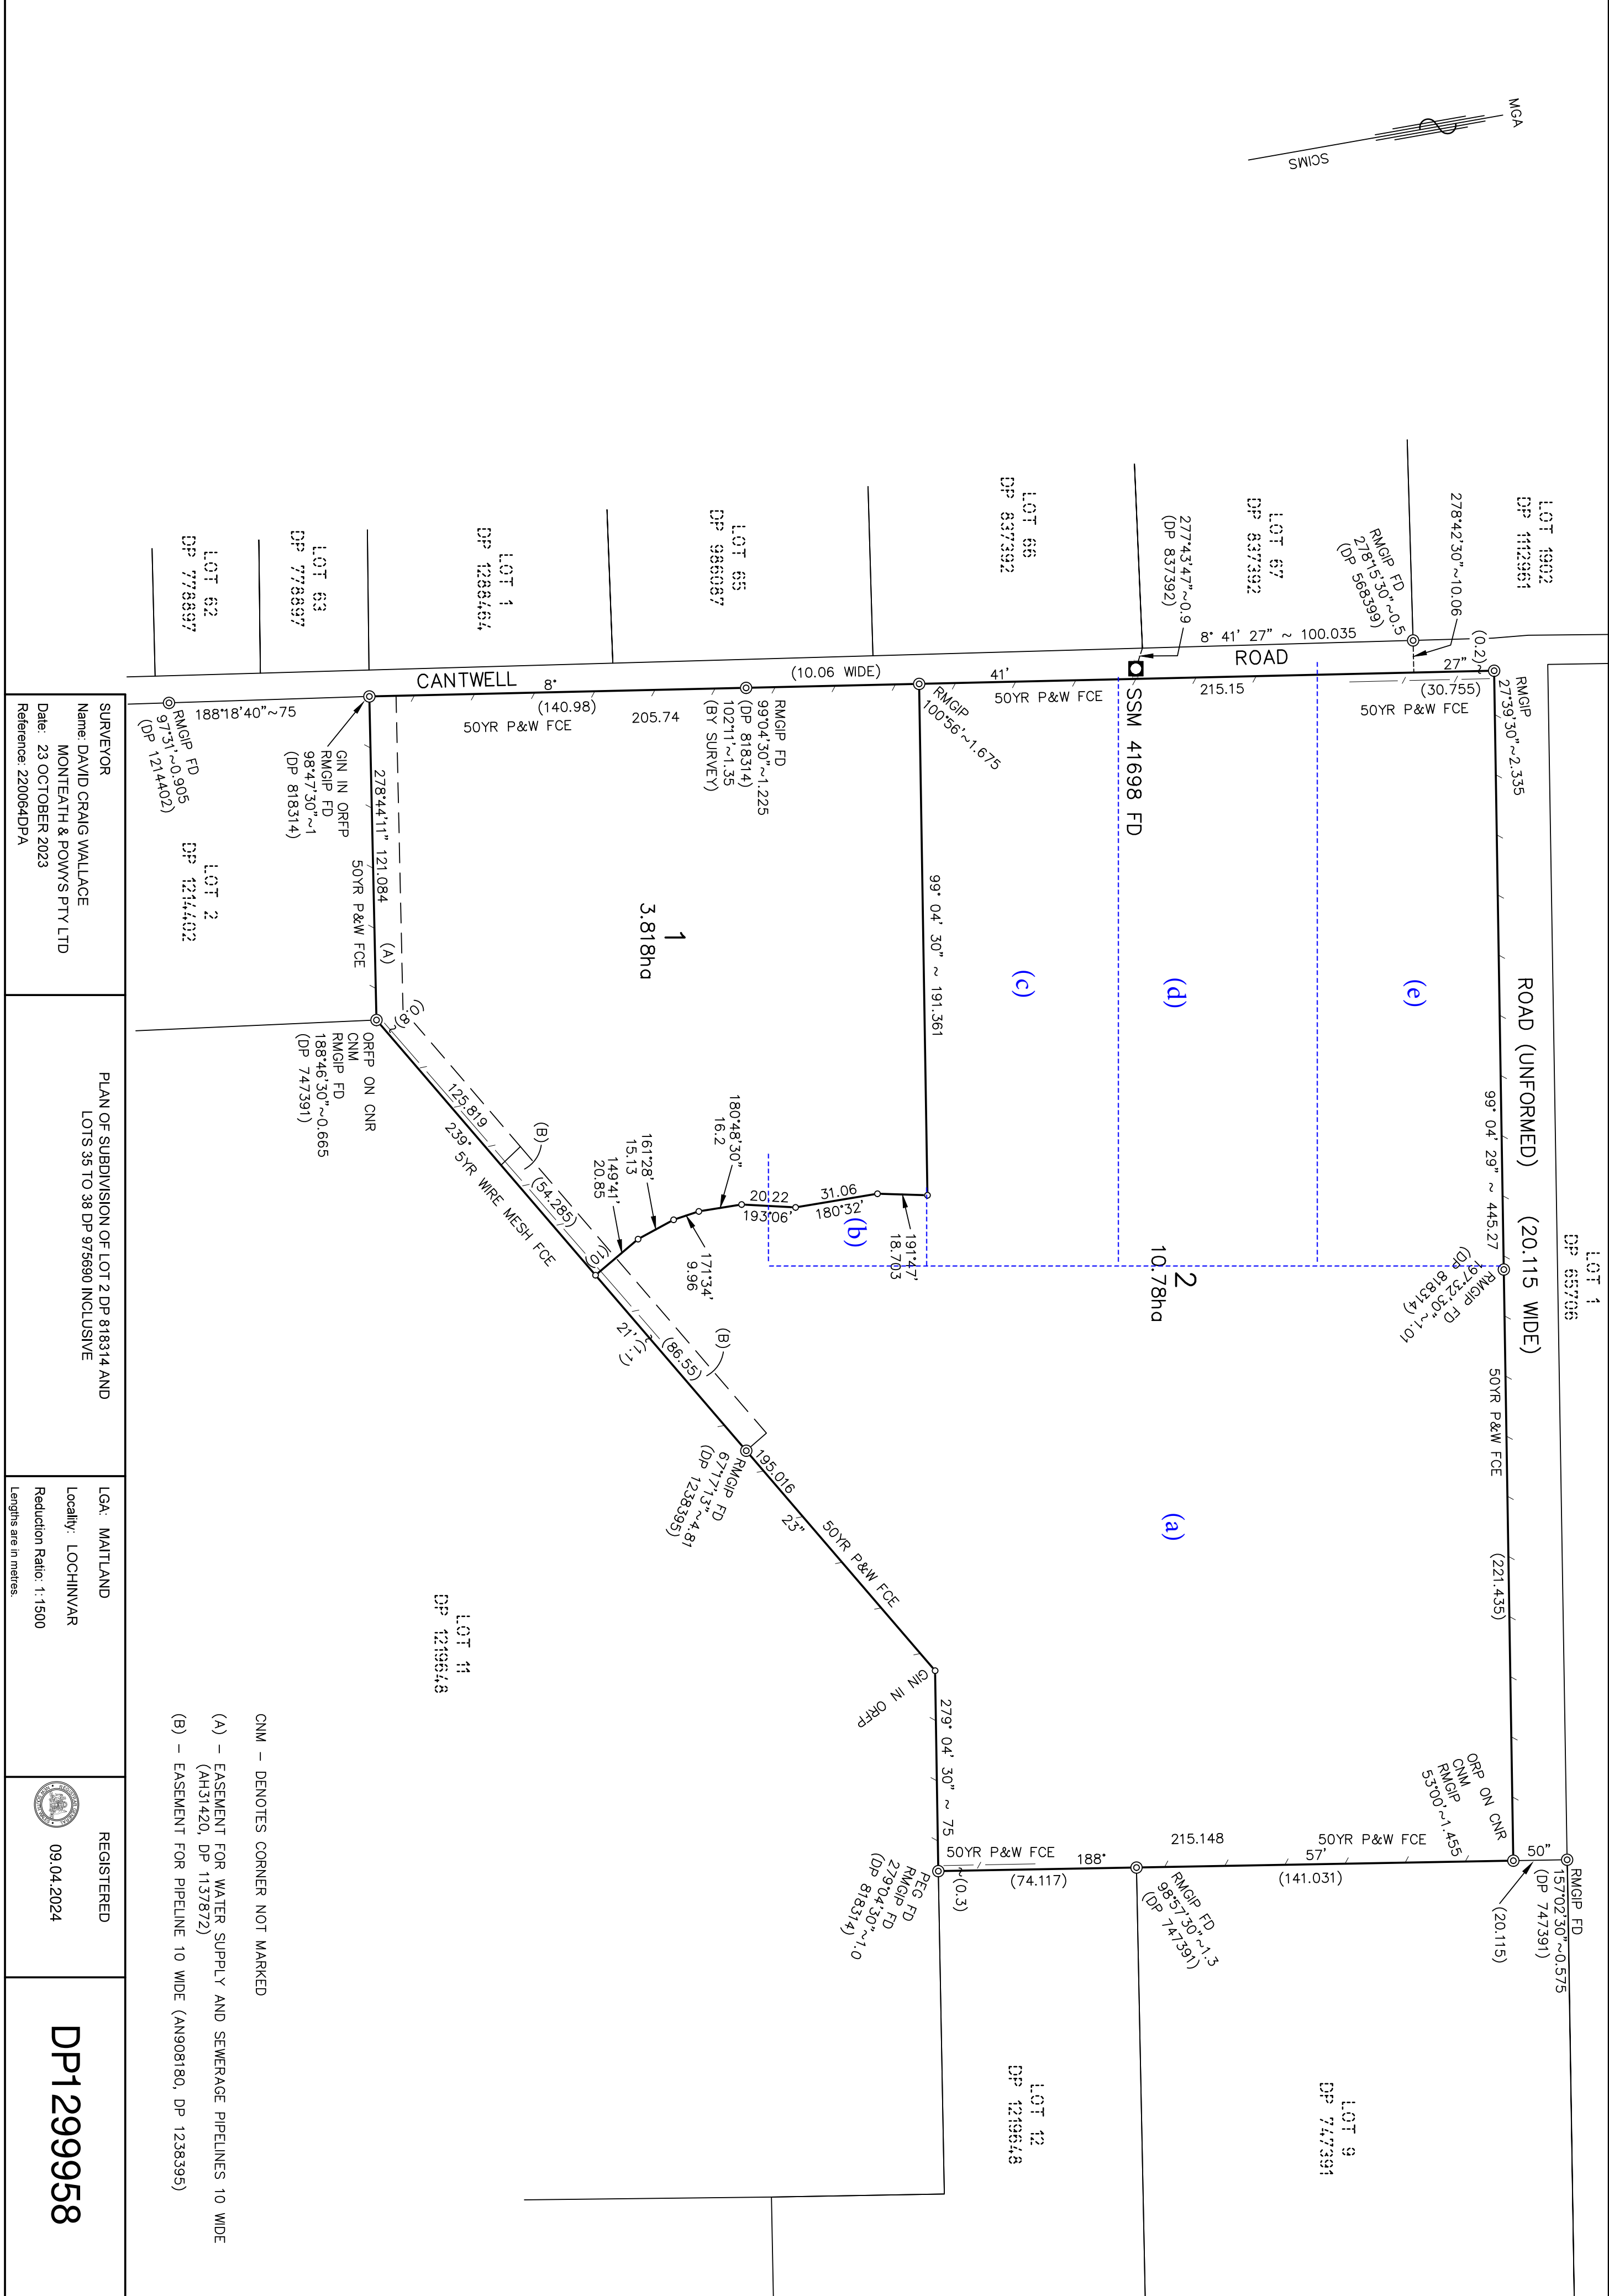 MGA
SCIMS
LOT 1902
DP 1112961
278°42'30"~10.06
RMGIP FD
278°15'30"~0.5
(DP 568399)
LOT 67
DP 837392
277°43'47"~0.9
(DP 837392)
LOT 66
DP 837392
LOT 65
DP 986087
LOT 1
DP 1288464
LOT 63
DP 778897
LOT 62
DP 778897
(0.2)~
8° 41' 27" ~ 100.035
ROAD
(10.06 WIDE)
CANTWELL
27"
(30.755)
50YR P&W FCE
215.15
41'
50YR P&W FCE
8°
(140.98)
205.74
50YR P&W FCE
188°18'40"~75
RMGIP
27°39'30"~2.335
SSM 41698 FD
RMGIP
100°56'~1.675
RMGIP FD
99°04'30"~1.225
(DP 818314)
102°11'~1.35
(BY SURVEY)
GIN IN ORFP
RMGIP FD
98°47'30"~1
(DP 818314)
RMGIP FD
97°31'~0.905
(DP 1214402)
LOT 2
DP 1214402
278°44'11" 121.084
50YR P&W FCE
(A)
1
3.818ha
99° 04' 30" ~ 191.361
(c)
(d)
(e)
ROAD (UNFORMED) (20.115 WIDE)
LOT 1
DP 65706
99° 04' 29" ~ 445.27
RMGIP FD
197°32'30"~1.01
(DP 818314)
50YR P&W FCE
(221.435)
ORFP ON CNR
CNM
RMGIP FD
188°46'30"~0.665
(DP 747391)
(0.8)~
125.819
239°
5YR WIRE MESH FCE
(B)
(54.285)
(10)
180°48'30"
16.2
161°28'
15.13
149°41'
20.85
171°34'
9.96
20.22
193°06'
31.06
180°32'
191°47'
18.703
(b)
2
10.78ha
(a)
21'
~(1.1)
(86.55)
(B)
RMGIP FD
67°17'13"~4.81
(DP 1238395)
195.016
23"
50YR P&W FCE
GIN IN ORFP
279° 04' 30" ~ 75
LOT 11
DP 1219648
ORP ON CNR
CNM
RMGIP
53°00'~1.455
50"
RMGIP FD
157°02'30"~0.575
(DP 747391)
(20.115)
50YR P&W FCE
57'
(141.031)
215.148
50YR P&W FCE
188°
(74.117)
~(0.3)
RMGIP FD
98°57'30"~1.3
(DP 747391)
PEG FD
RMGIP FD
279°04'30"~1.0
(DP 818314)
LOT 9
DP 747391
LOT 12
DP 1219648
CNM – DENOTES CORNER NOT MARKED
(A) – EASEMENT FOR WATER SUPPLY AND SEWERAGE PIPELINES 10 WIDE
(AH31420, DP 1137872)
(B) – EASEMENT FOR PIPELINE 10 WIDE (AN908180, DP 1238395)
SURVEYOR
Name: DAVID CRAIG WALLACE
MONTEATH & POWYS PTY LTD
Date: 23 OCTOBER 2023
Reference: 220064DPA
PLAN OF SUBDIVISION OF LOT 2 DP 818314 AND
LOTS 35 TO 38 DP 975690 INCLUSIVE
LGA: MAITLAND
Locality: LOCHINVAR
Reduction Ratio: 1:1500
Lengths are in metres.
REGISTERED
09.04.2024
DP1299958